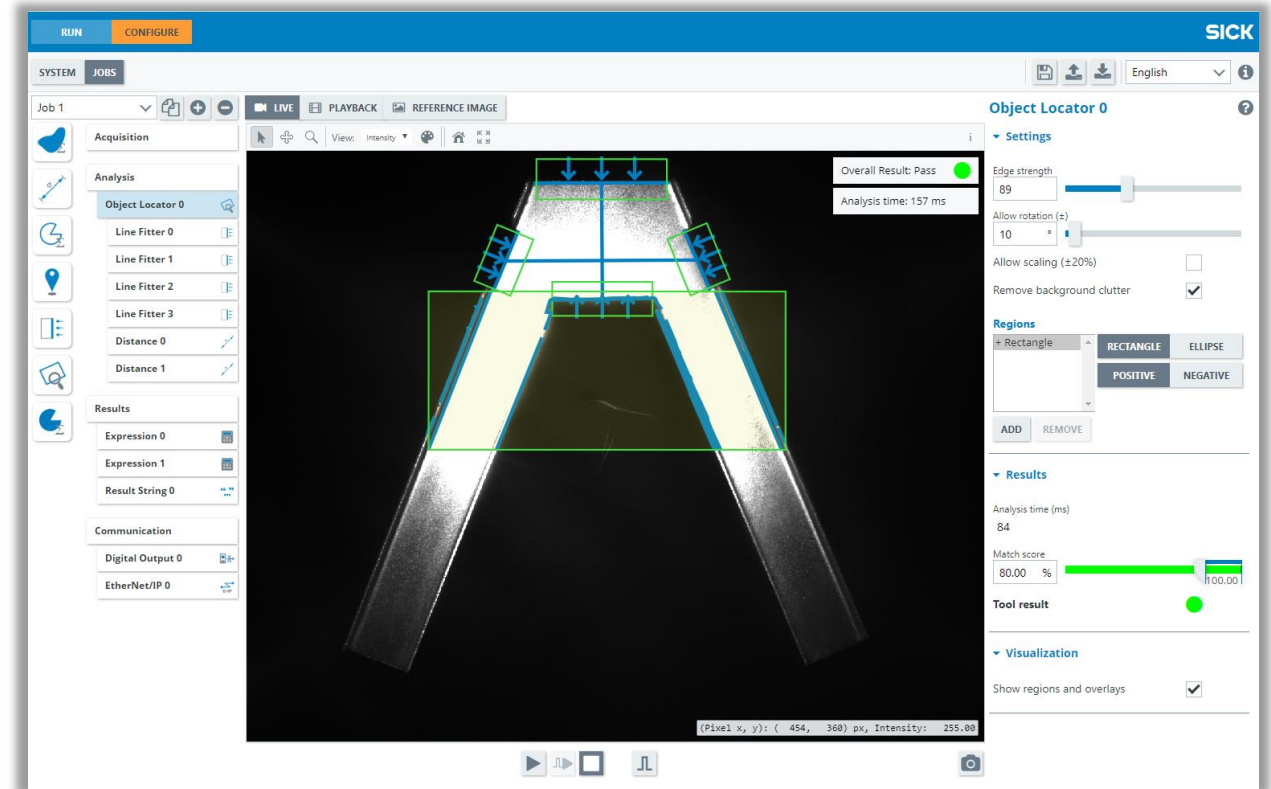 RUN CONFIGURE SICK
SYSTEM JOBS English
Job 1 LIVE PLAYBACK REFERENCE IMAGE
View: Intensity
Acquisition
Analysis
Object Locator 0
Line Fitter 0
Line Fitter 1
Line Fitter 2
Line Fitter 3
Distance 0
Distance 1
Results
Expression 0
Expression 1
Result String 0
Communication
Digital Output 0
EtherNet/IP 0
Overall Result: Pass
Analysis time: 157 ms
(Pixel x, y): ( 454, 360) px, Intensity: 255.00
Object Locator 0
Settings
Edge strength
89
Allow rotation (±)
10 °
Allow scaling (±20%)
Remove background clutter
Regions
+ Rectangle RECTANGLE ELLIPSE
POSITIVE NEGATIVE
ADD REMOVE
Results
Analysis time (ms)
84
Match score
80.00 % 100.00
Tool result
Visualization
Show regions and overlays